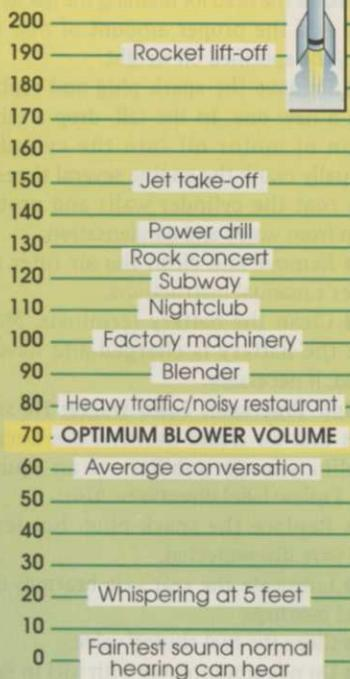 200
190 Rocket lift-off
180
170
160
150 Jet take-off
140
Power drill
130
Rock concert
120
Subway
110
Nightclub
100 Factory machinery
90 Blender
80 Heavy traffic/noisy restaurant
70 OPTIMUM BLOWER VOLUME
60 Average conversation
50
40
30
20 Whispering at 5 feet
10
0 Faintest sound normal
hearing can hear